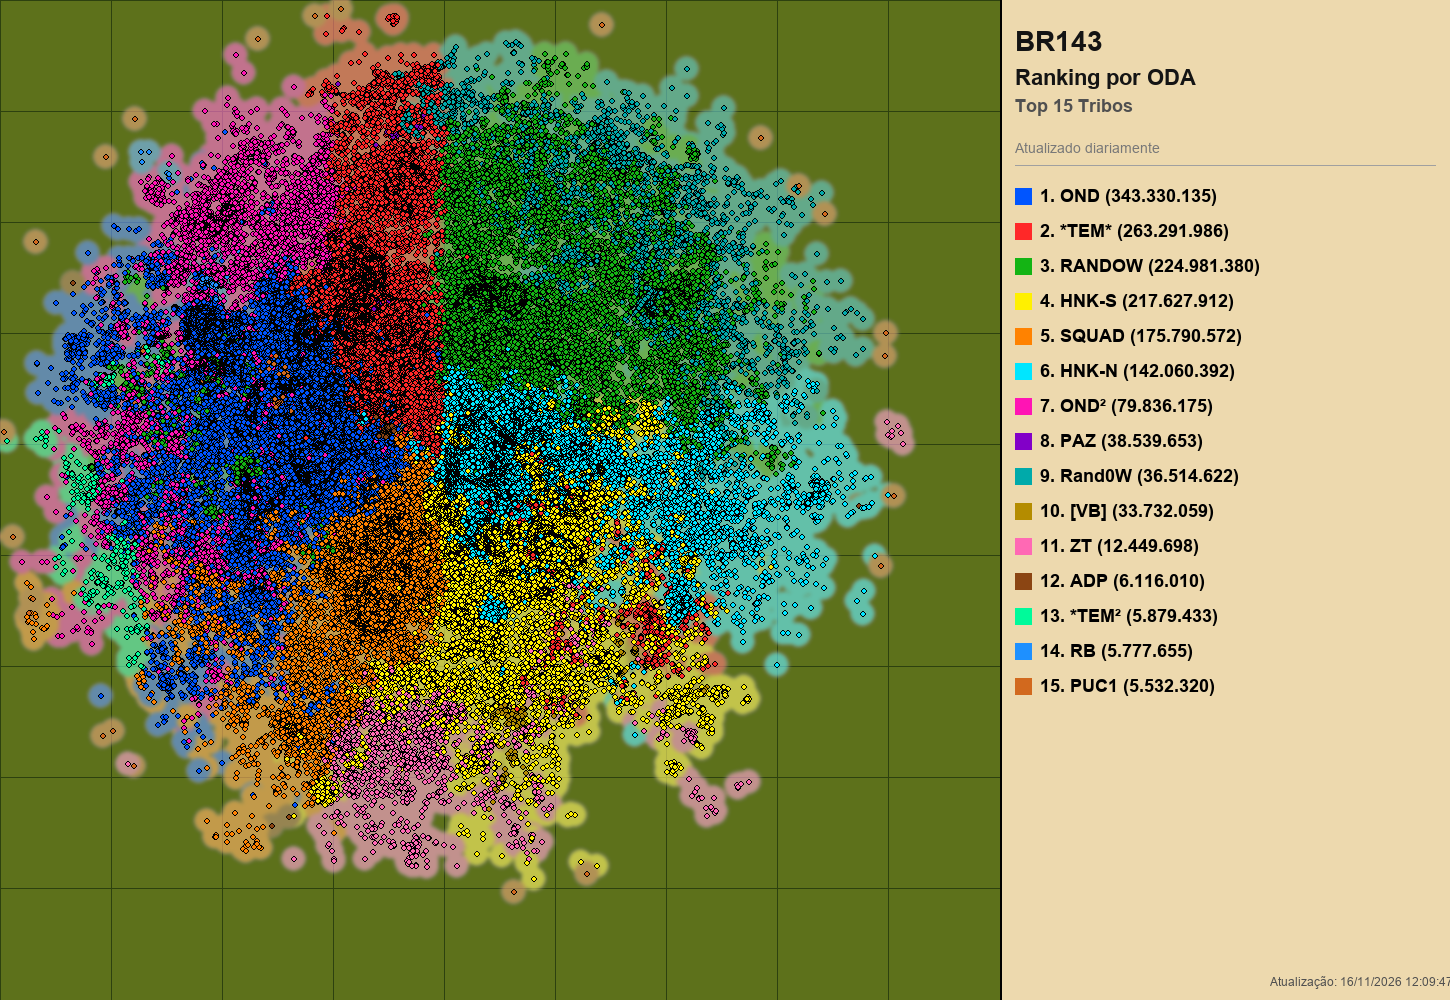 BR143
Ranking por ODA
Top 15 Tribos
Atualizado diariamente
1. OND (343.330.135)
2. *TEM* (263.291.986)
3. RANDOW (224.981.380)
4. HNK-S (217.627.912)
5. SQUAD (175.790.572)
6. HNK-N (142.060.392)
7. OND² (79.836.175)
8. PAZ (38.539.653)
9. Rand0W (36.514.622)
10. [VB] (33.732.059)
11. ZT (12.449.698)
12. ADP (6.116.010)
13. *TEM² (5.879.433)
14. RB (5.777.655)
15. PUC1 (5.532.320)
Atualização: 16/11/2026 12:09:47